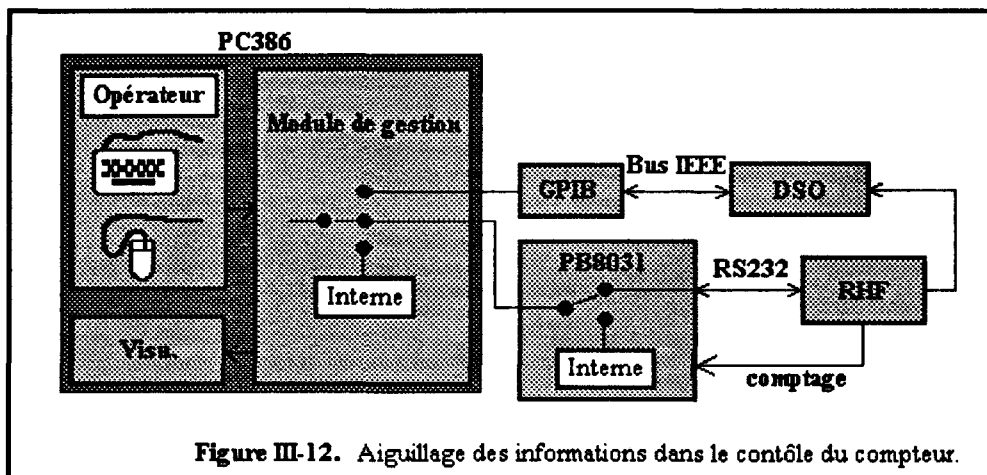 PC386
Opérateur
Module de gestion
Interne
Visu.
GPIB
Bus IEEE
DSO
PB8031
RS232
RHF
Interne
comptage
Figure III-12. Aiguillage des informations dans le contôle du compteur.